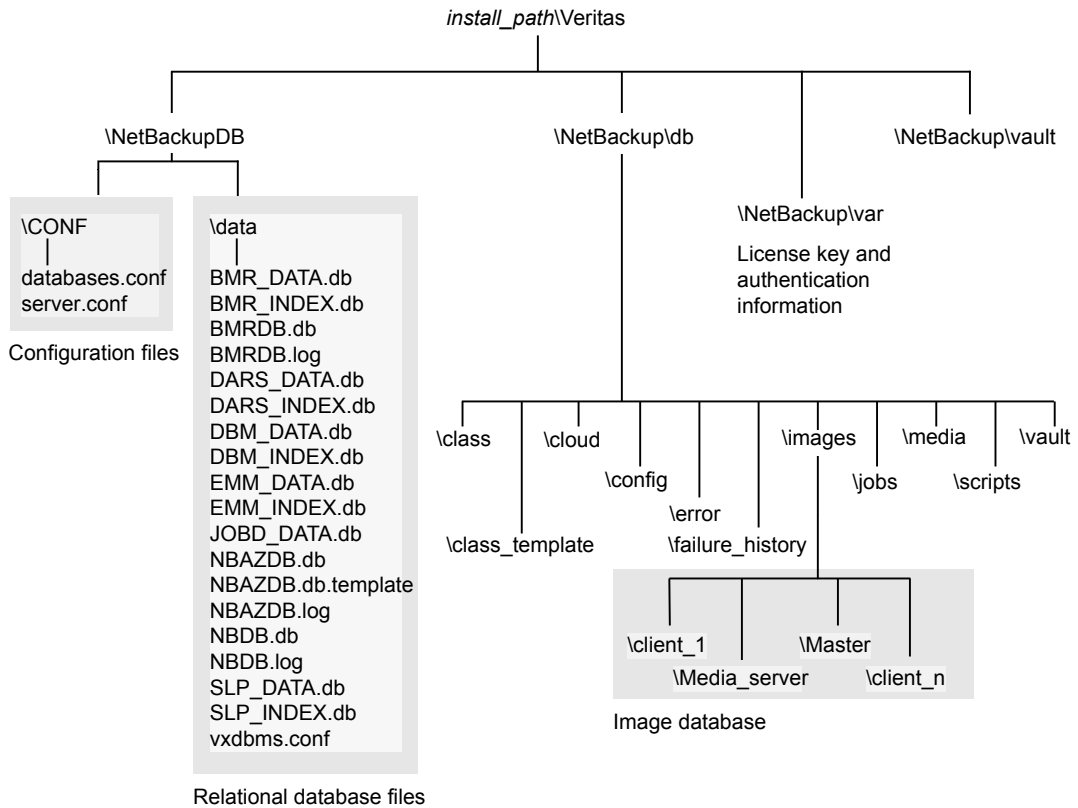 install_path\Veritas
\NetBackupDB
\NetBackup\db
\NetBackup\vault
\NetBackup\var
License key and
authentication
information
\CONF
databases.conf
server.conf
Configuration files
\data
BMR_DATA.db
BMR_INDEX.db
BMRDB.db
BMRDB.log
DARS_DATA.db
DARS_INDEX.db
DBM_DATA.db
DBM_INDEX.db
EMM_DATA.db
EMM_INDEX.db
JOBD_DATA.db
NBAZDB.db
NBAZDB.db.template
NBAZDB.log
NBDB.db
NBDB.log
SLP_DATA.db
SLP_INDEX.db
vxdbms.conf
Relational database files
\class
\cloud
\images
\media
\vault
\config
\jobs
\scripts
\error
\class_template
\failure_history
\client_1
\Master
\Media_server
\client_n
Image database